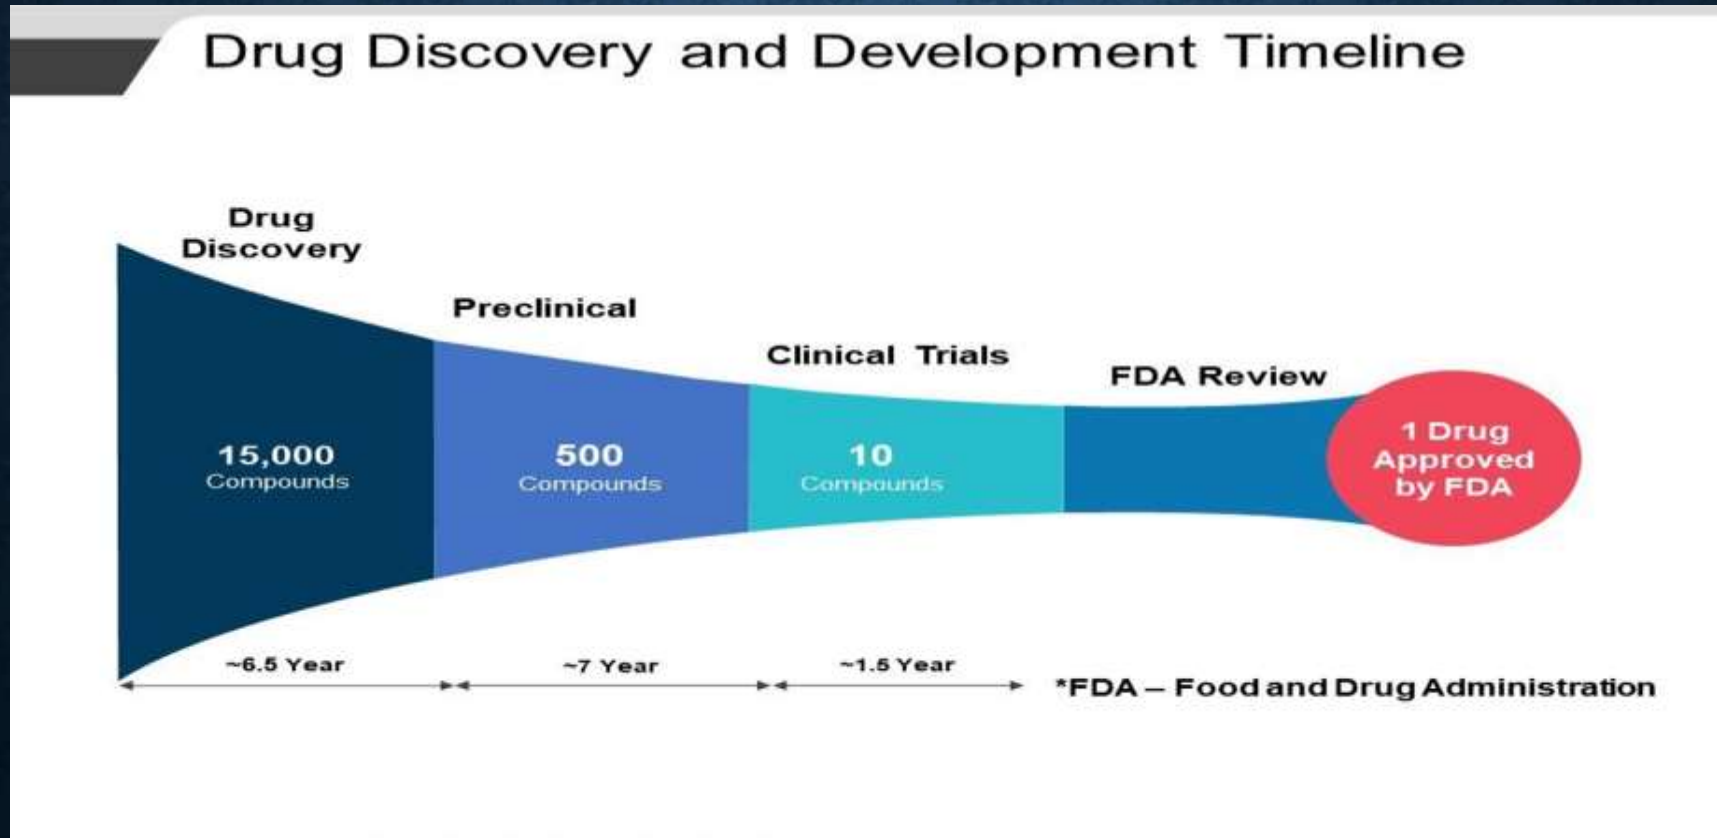 Drug Discovery and Development Timeline
Drug
Discovery
Preclinical
Clinical Trials
FDA Review
15,000
Compounds
500
Compounds
10
Compounds
1 Drug
Approved
by FDA
~6.5 Year
~7 Year
~1.5 Year
*FDA – Food and Drug Administration